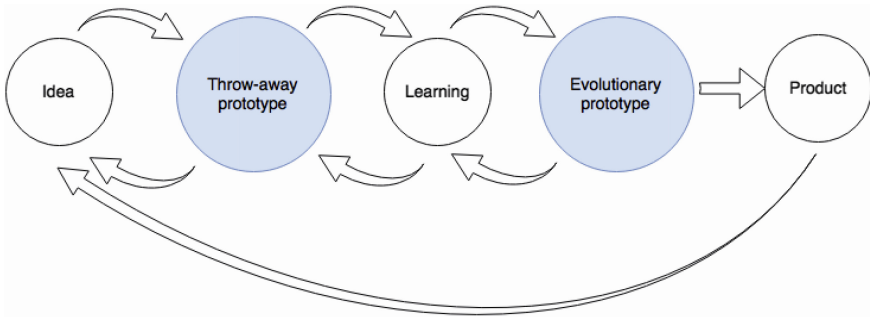 Idea
Throw-away
prototype
Learning
Evolutionary
prototype
Product